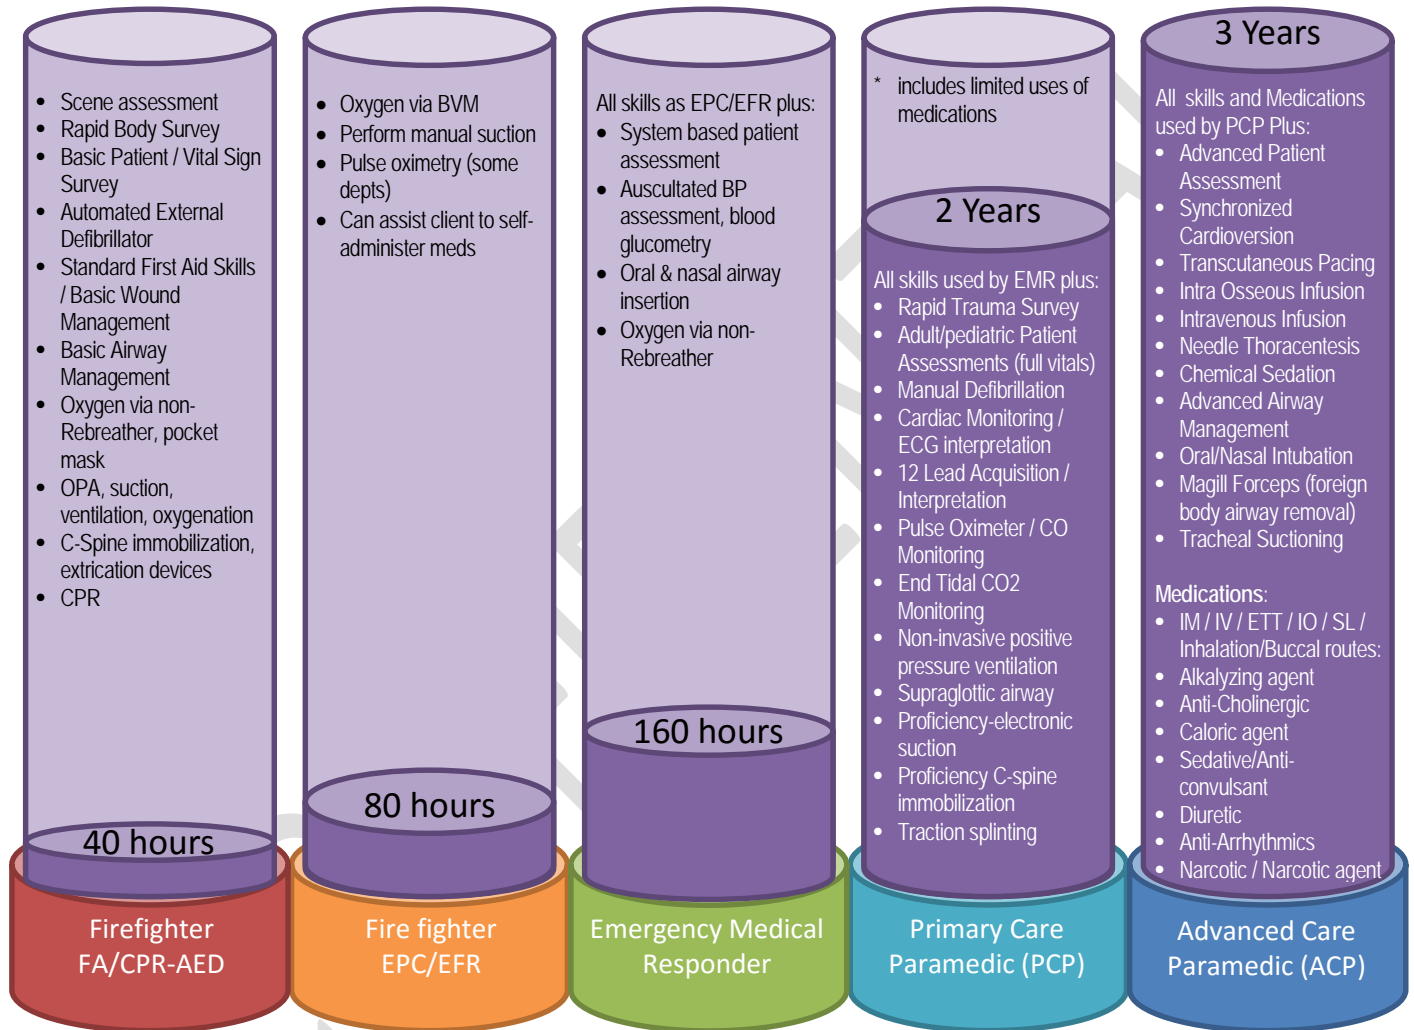 • Scene assessment
• Rapid Body Survey
• Basic Patient / Vital Sign
Survey
• Automated External
Defibrillator
• Standard First Aid Skills
/ Basic Wound
Management
• Basic Airway
Management
• Oxygen via non-
Rebreather, pocket
mask
• OPA, suction,
ventilation, oxygenation
• C-Spine immobilization,
extrication devices
• CPR
40 hours
Firefighter
FA/CPR-AED
• Oxygen via BVM
• Perform manual suction
• Pulse oximetry (some
depts)
• Can assist client to self-
administer meds
80 hours
Fire fighter
EPC/EFR
All skills as EPC/EFR plus:
• System based patient
assessment
• Auscultated BP
assessment, blood
glucometry
• Oral & nasal airway
insertion
• Oxygen via non-
Rebreather
160 hours
Emergency Medical
Responder
* includes limited uses of
medications
2 Years
All skills used by EMR plus:
• Rapid Trauma Survey
• Adult/pediatric Patient
Assessments (full vitals)
• Manual Defibrillation
• Cardiac Monitoring /
ECG interpretation
• 12 Lead Acquisition /
Interpretation
• Pulse Oximeter / CO
Monitoring
• End Tidal CO2
Monitoring
• Non-invasive positive
pressure ventilation
• Supraglottic airway
• Proficiency-electronic
suction
• Proficiency C-spine
immobilization
• Traction splinting
Primary Care
Paramedic (PCP)
3 Years
All skills and Medications
used by PCP Plus:
• Advanced Patient
Assessment
• Synchronized
Cardioversion
• Transcutaneous Pacing
• Intra Osseous Infusion
• Intravenous Infusion
• Needle Thoracentesis
• Chemical Sedation
• Advanced Airway
Management
• Oral/Nasal Intubation
• Magill Forceps (foreign
body airway removal)
• Tracheal Suctioning
Medications:
• IM / IV / ETT / IO / SL /
Inhalation/Buccal routes:
• Alkalyzing agent
• Anti-Cholinergic
• Caloric agent
• Sedative/Anti-
convulsant
• Diuretic
• Anti-Arrhythmics
• Narcotic / Narcotic agent
Advanced Care
Paramedic (ACP)